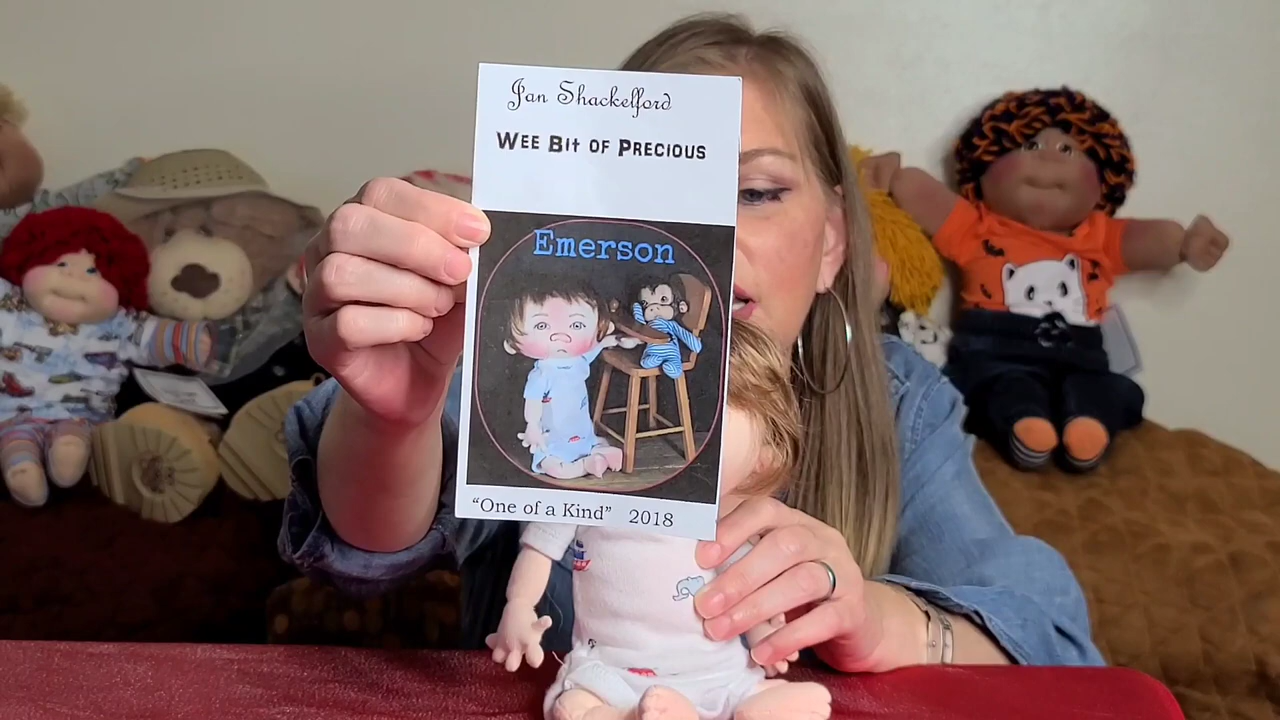 Jan Shackelford
Wee Bit of Precious
Emerson
"One of a Kind" 2018